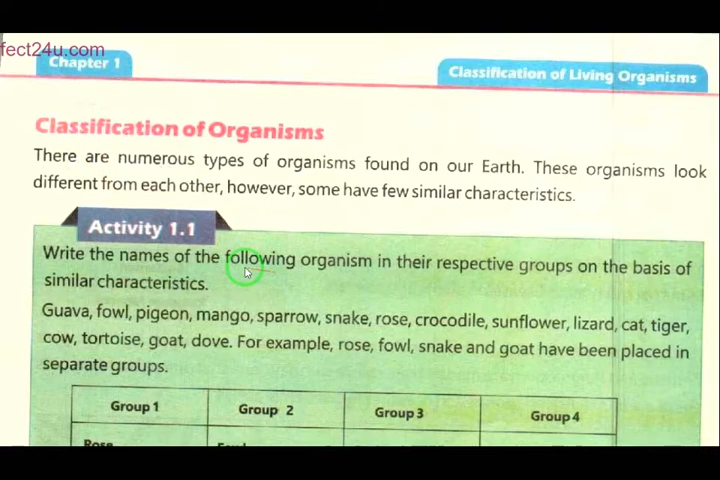 fect24u.com
Chapter 1
Classification of Living Organisms
Classification of Organisms
There are numerous types of organisms found on our Earth. These organisms look
different from each other, however, some have few similar characteristics.
Activity 1.1
Write the names of the following organism in their respective groups on the basis of
similar characteristics.
Guava, fowl, pigeon, mango, sparrow, snake, rose, crocodile, sunflower, lizard, cat, tiger,
cow, tortoise, goat, dove. For example, rose, fowl, snake and goat have been placed in
separate groups.
Group 1 Group 2 Group 3 Group 4
Rose